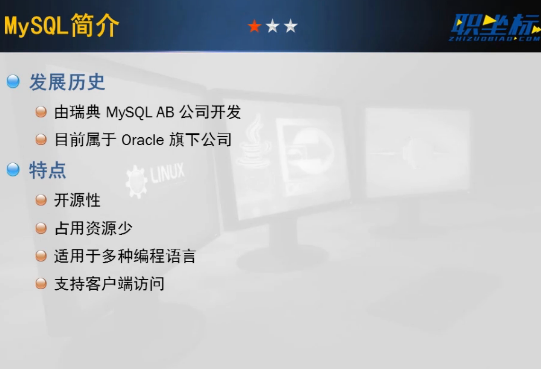 MySQL简介
职坐标
ZHIZUOBIAO.COM
发展历史
由瑞典 MySQL AB 公司开发
目前属于 Oracle 旗下公司
特点
LINUX
开源性
占用资源少
适用于多种编程语言
支持客户端访问